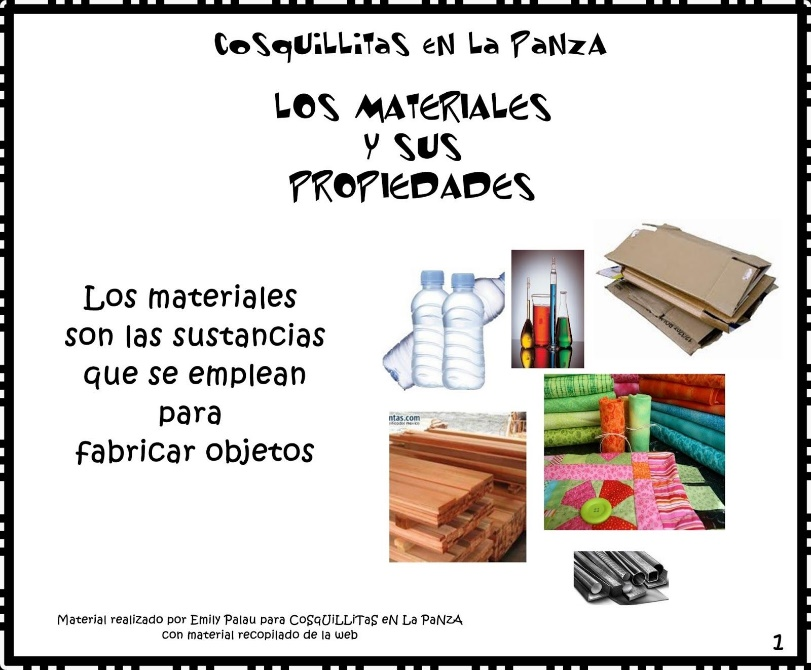 CoSqUiLLiTaS eN La PaNzA
LOS MATERIALES
Y SUS
PROPIEDADES
Los materiales
son las sustancias
que se emplean
para
fabricar objetos
ntas.com
Material realizado por Emily Palau para CoSqUiLLiTaS eN La PaNzA
con material recopilado de la web
1